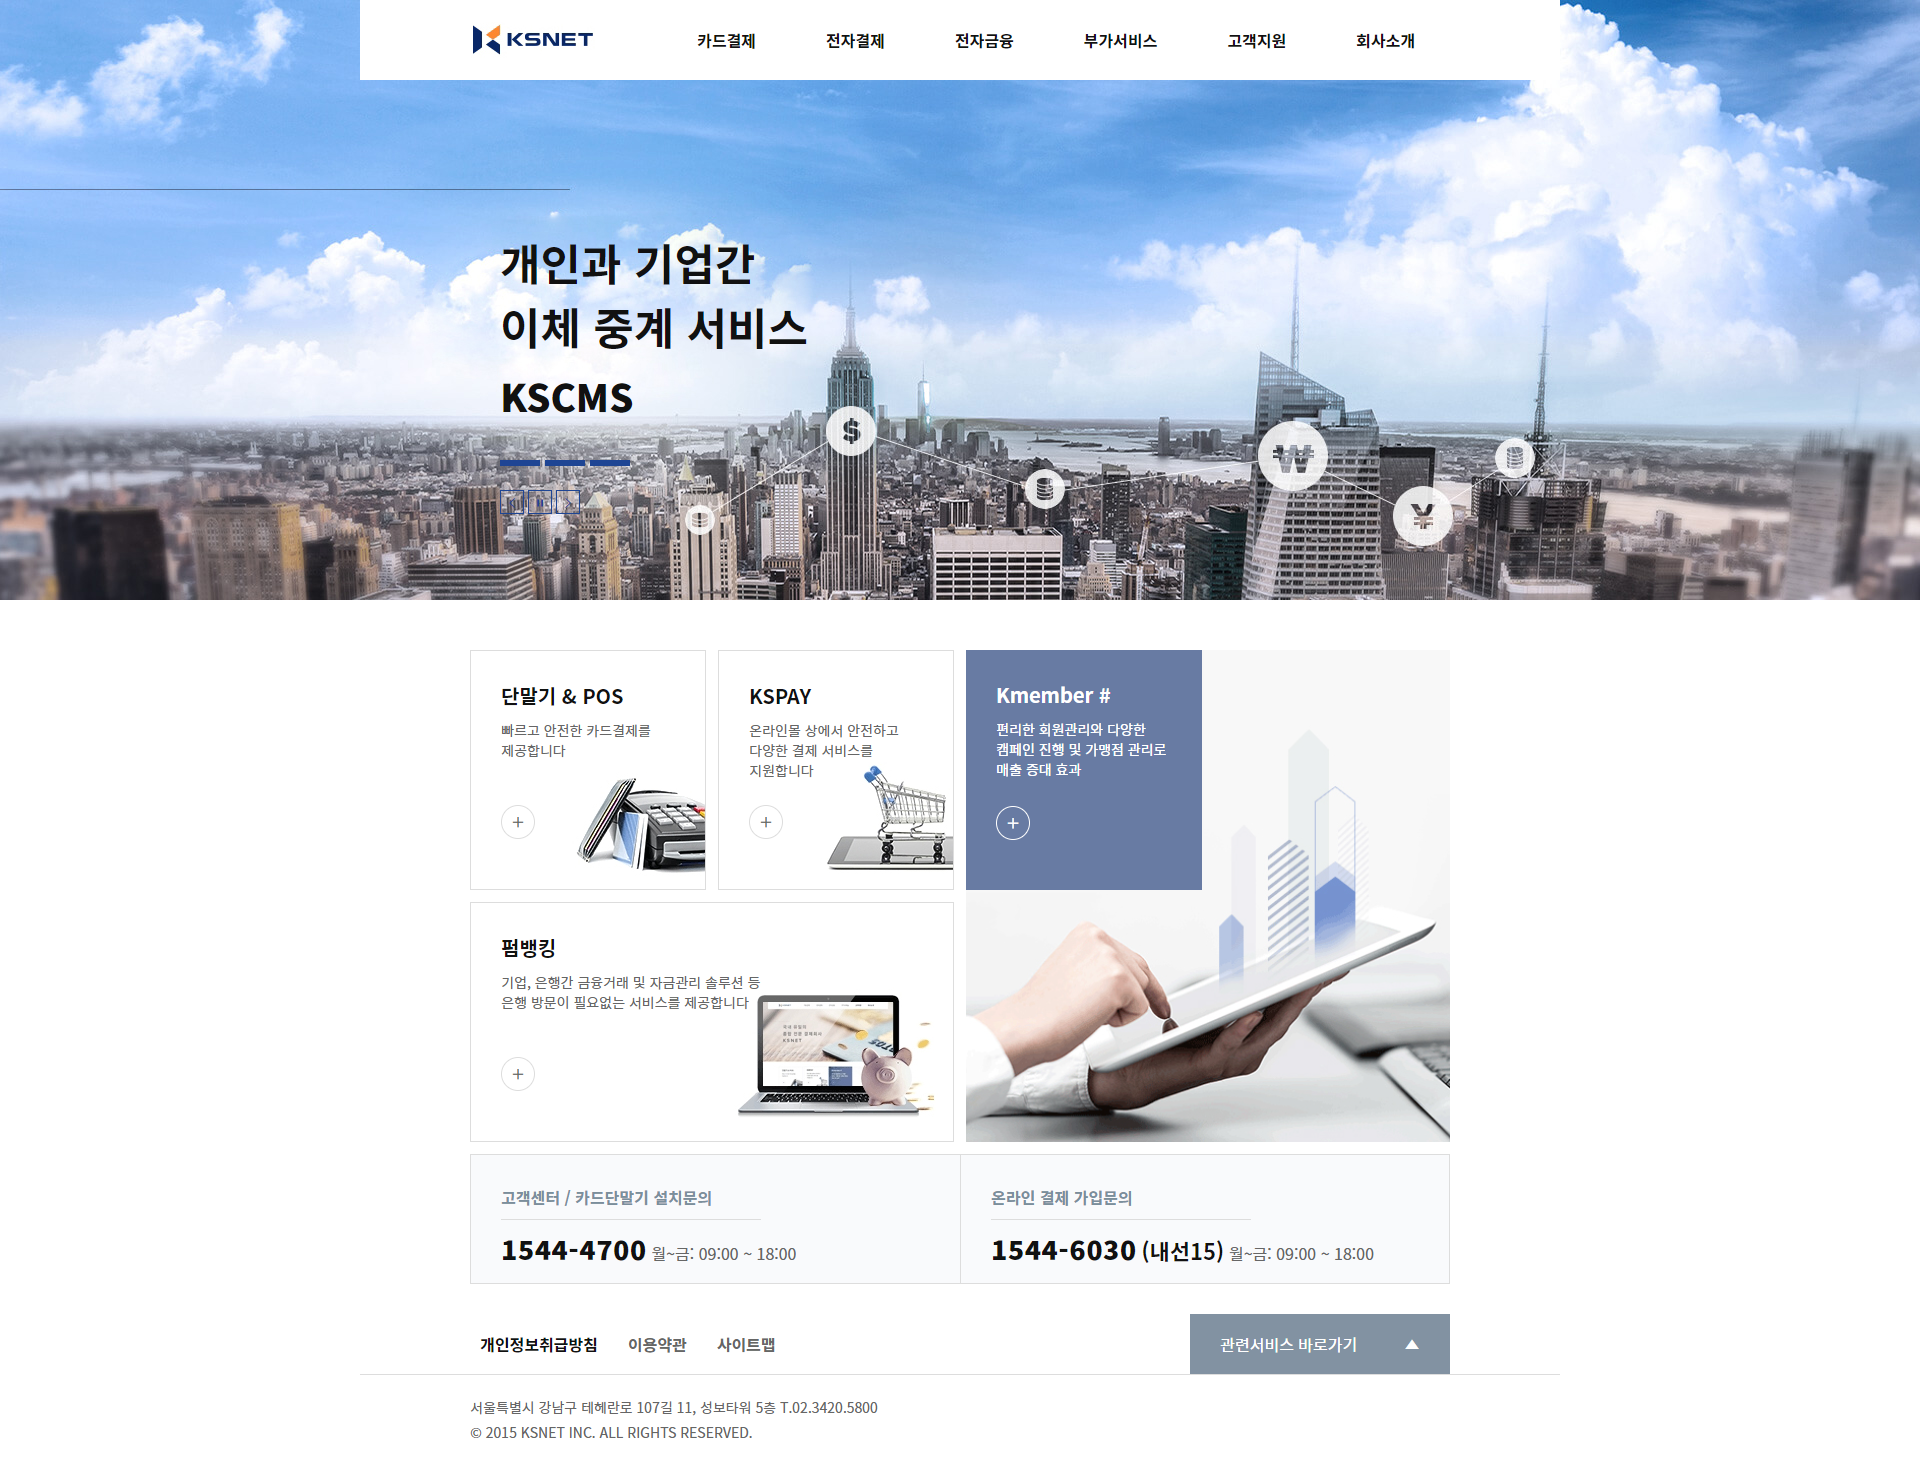 KSNET
카드결제
전자결제
전자금융
부가서비스
고객지원
회사소개
개인과 기업간
이체 중계 서비스
KSCMS
$
₩
¥
단말기 & POS
빠르고 안전한 카드결제를
제공합니다
KSPAY
온라인몰 상에서 안전하고
다양한 결제 서비스를
지원합니다
Kmember #
편리한 회원관리와 다양한
캠페인 진행 및 가맹점 관리로
매출 증대 효과
펌뱅킹
기업, 은행간 금융거래 및 자금관리 솔루션 등
은행 방문이 필요없는 서비스를 제공합니다
고객센터 / 카드단말기 설치문의
1544-4700 월~금: 09:00 ~ 18:00
온라인 결제 가입문의
1544-6030 (내선15) 월~금: 09:00 ~ 18:00
개인정보취급방침
이용약관
사이트맵
관련서비스 바로가기
서울특별시 강남구 테헤란로 107길 11, 성보타워 5층 T.02.3420.5800
© 2015 KSNET INC. ALL RIGHTS RESERVED.